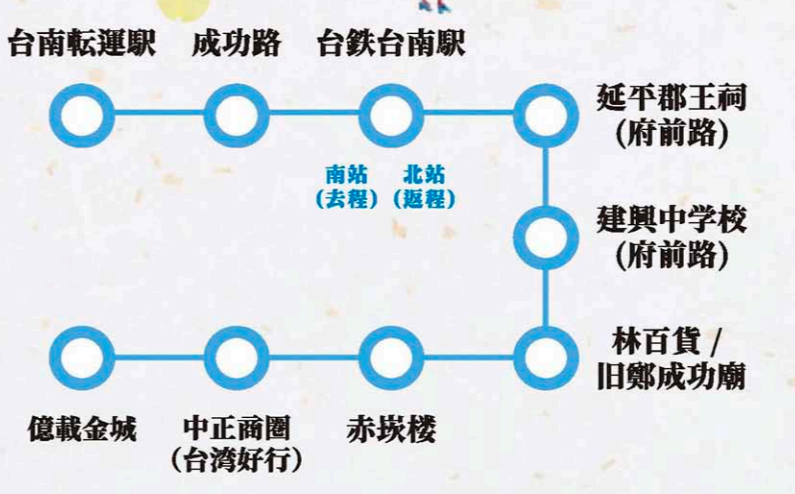 台南転運駅
成功路
台鉄台南駅
延平郡王祠
(府前路)
南站
(去程)
北站
(返程)
建興中学校
(府前路)
林百貨 /
旧鄭成功廟
億載金城
中正商圏
(台湾好行)
赤崁楼